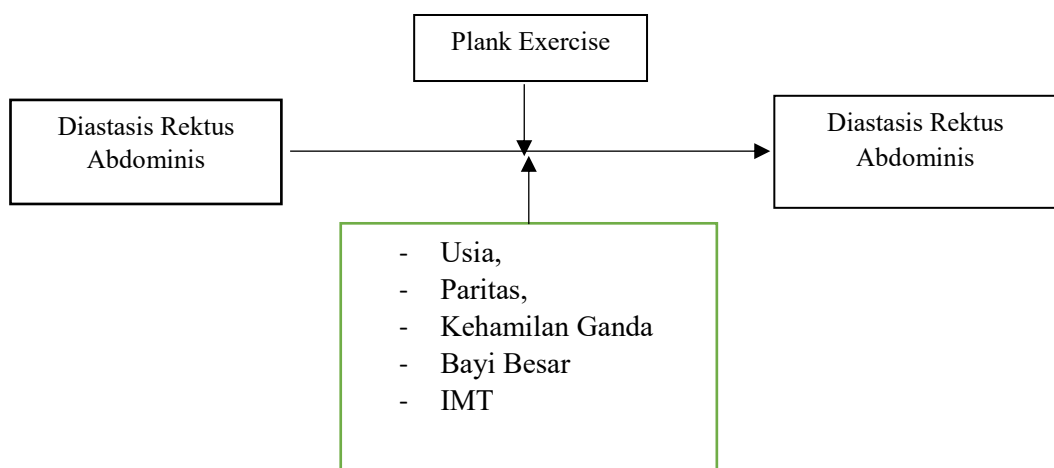 Plank Exercise
Diastasis Rektus
Abdominis
Diastasis Rektus
Abdominis
- Usia,
- Paritas,
- Kehamilan Ganda
- Bayi Besar
- IMT